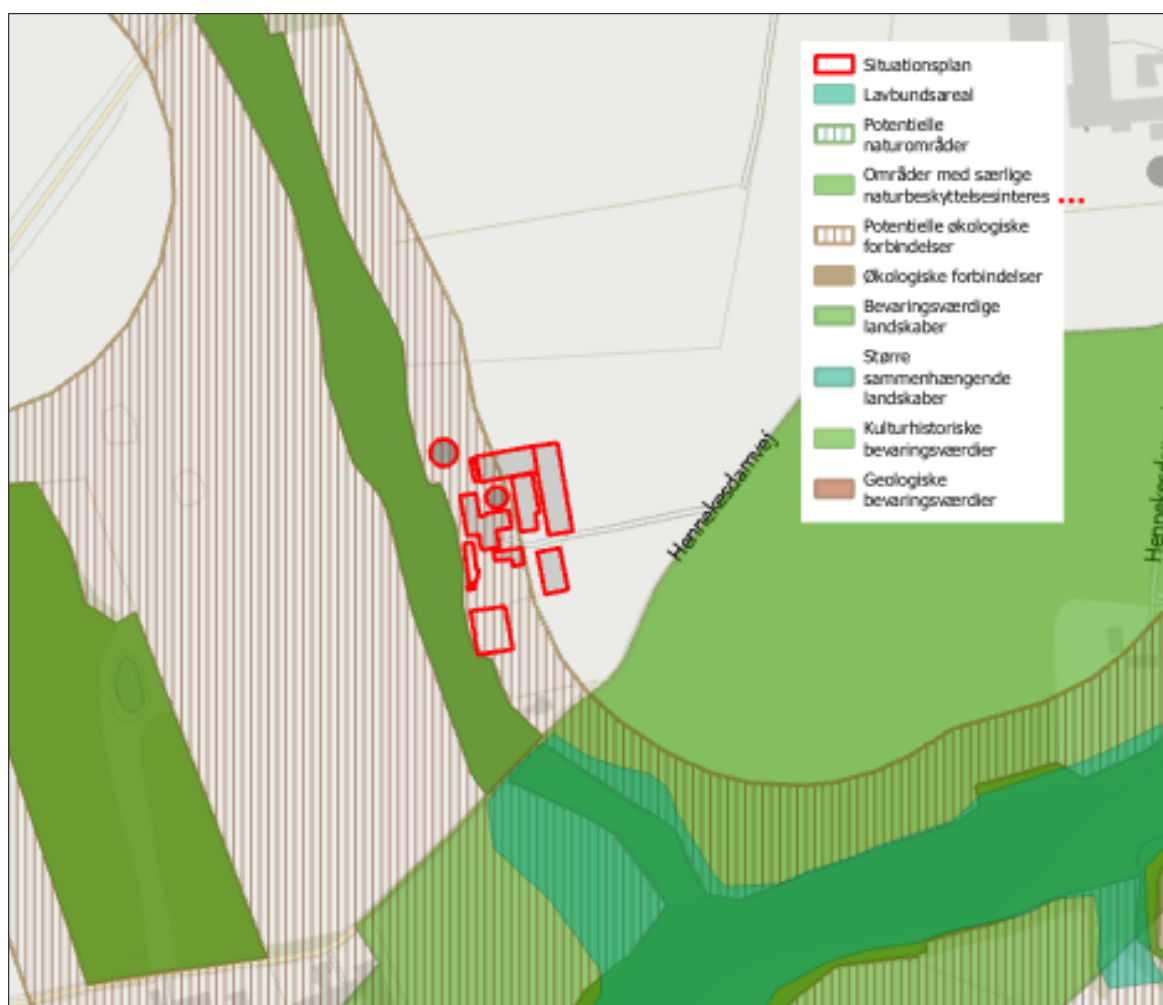 Situationsplan
Lavbundsareal
Potentielle
naturområder
Områder med særlige
naturbeskyttelsesinteres ...
Potentielle økologiske
forbindelser
Økologiske forbindelser
Bevaringsværdige
landskaber
Større
sammenhængende
landskaber
Kulturhistoriske
bevaringsværdier
Geologiske
bevaringsværdier
Hennekesdamvej